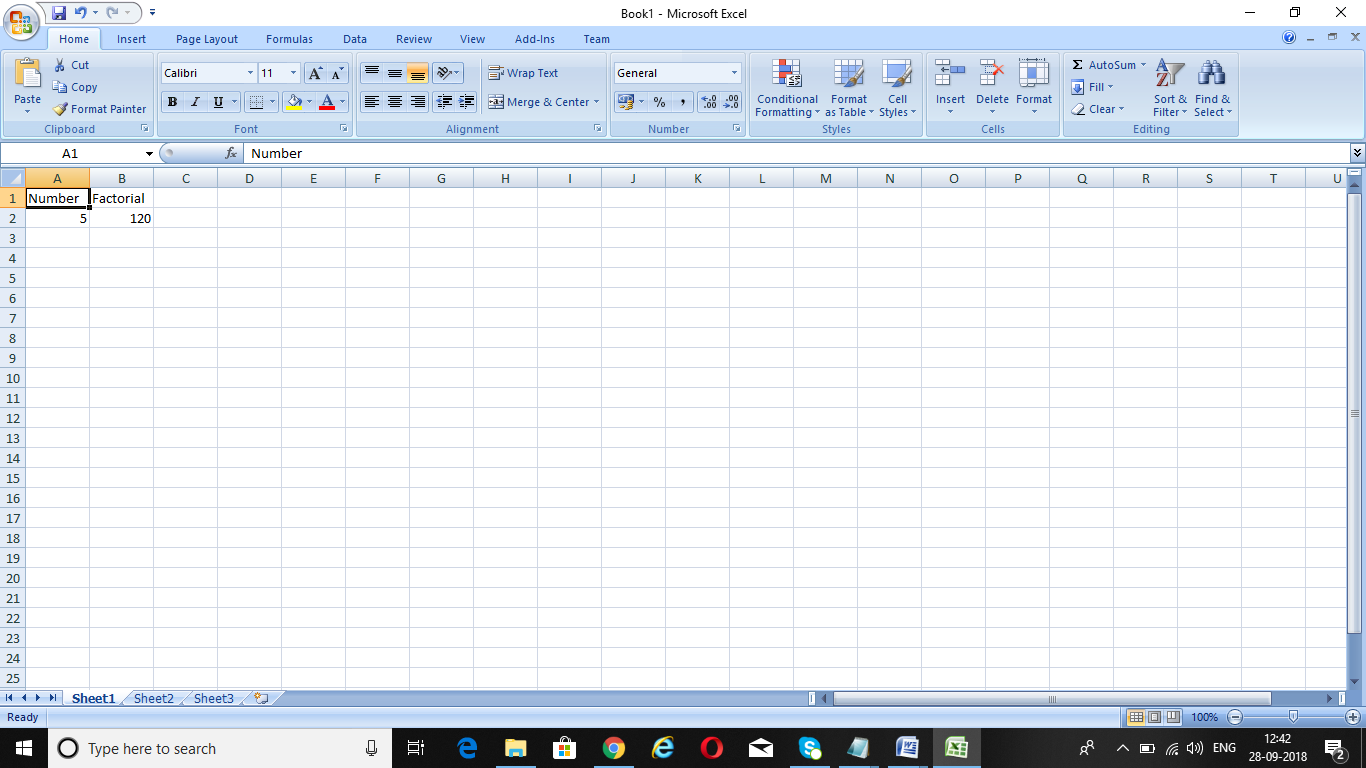 Book1 - Microsoft Excel
Home Insert Page Layout Formulas Data Review View Add-Ins Team
Paste
Cut
Copy
Format Painter
Clipboard
Calibri 11
B I U
Font
Wrap Text
Merge & Center
Alignment
General
%
Number
Conditional Formatting
Format as Table
Cell Styles
Styles
Insert Delete Format
Cells
Σ AutoSum
Fill
Clear
Sort & Filter
Find & Select
Editing
A1 fx Number
A B C D E F G H I J K L M N O P Q R S T U
1 Number Factorial
2 5 120
3
4
5
6
7
8
9
10
11
12
13
14
15
16
17
18
19
20
21
22
23
24
25
Sheet1 Sheet2 Sheet3
Ready 100%
Type here to search
ENG
12:42
28-09-2018
2